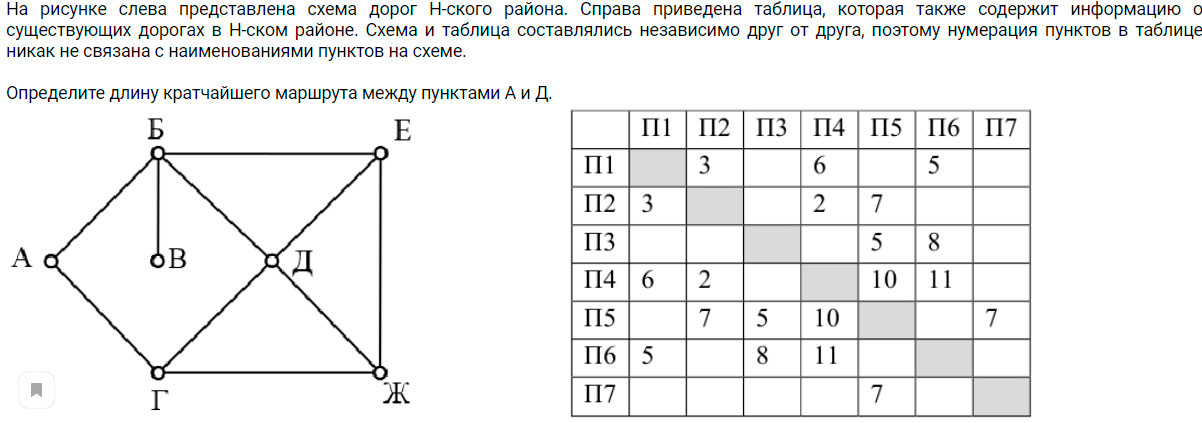 На рисунке слева представлена схема дорог Н-ского района. Справа приведена таблица, которая также содержит информацию о
существующих дорогах в Н-ском районе. Схема и таблица составлялись независимо друг от друга, поэтому нумерация пунктов в таблице
никак не связана с наименованиями пунктов на схеме.
Определите длину кратчайшего маршрута между пунктами А и Д.
Б
Е
А
В
Д
Г
Ж
П1 П2 П3 П4 П5 П6 П7
П1 3 6 5
П2 3 2 7
П3 5 8
П4 6 2 10 11
П5 7 5 10 7
П6 5 8 11
П7 7